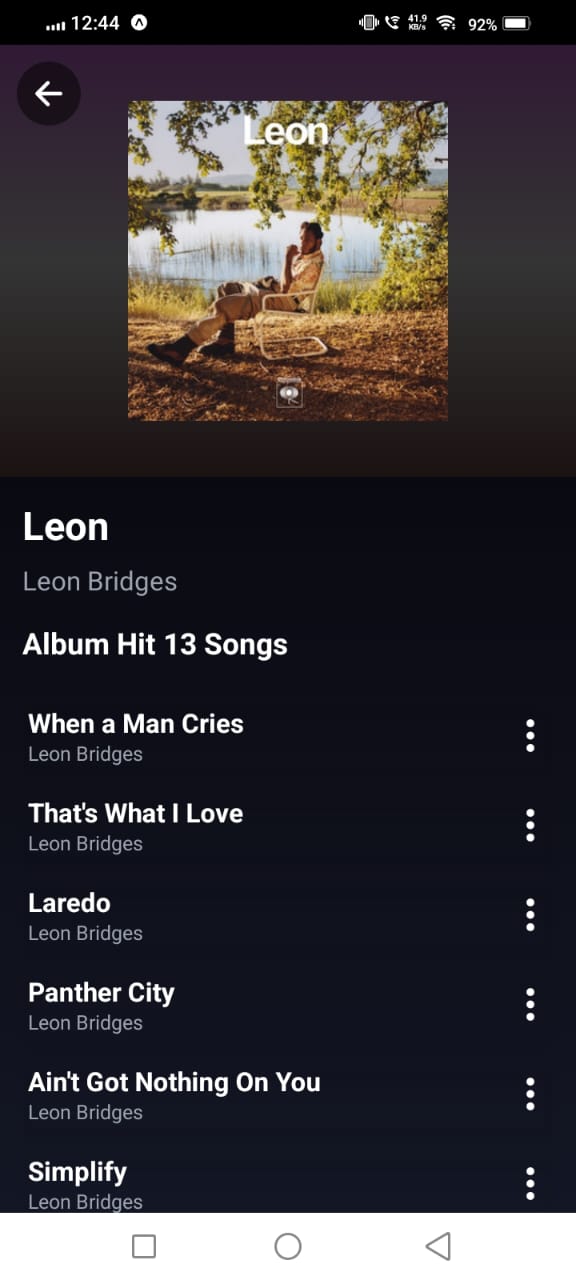 12:44
41.9
KB/s
92%
Leon
Leon
Leon Bridges
Album Hit 13 Songs
When a Man Cries
Leon Bridges
That's What I Love
Leon Bridges
Laredo
Leon Bridges
Panther City
Leon Bridges
Ain't Got Nothing On You
Leon Bridges
Simplify
Leon Bridges